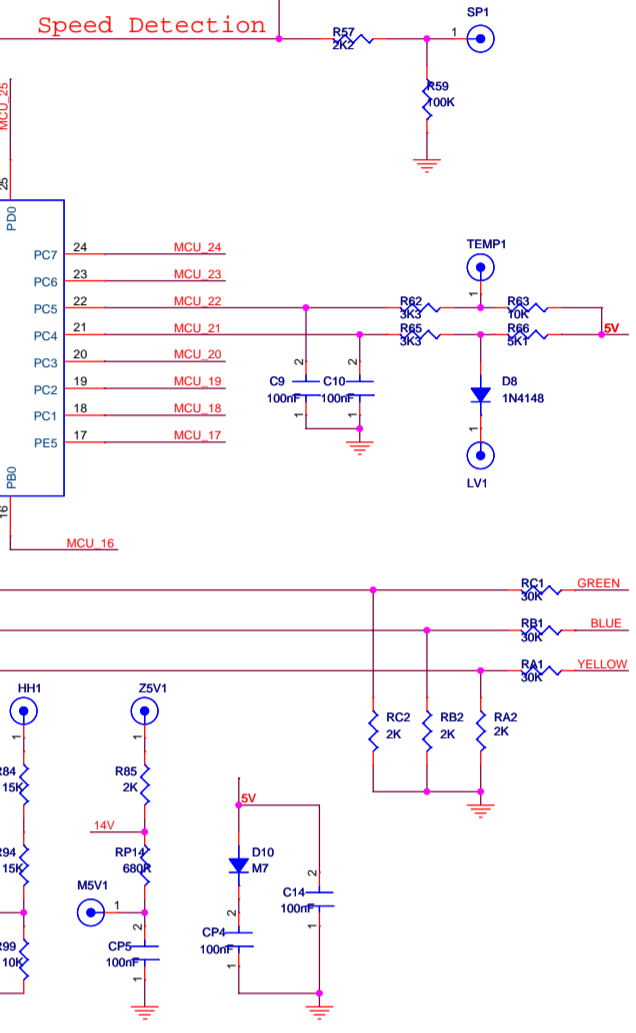 SP1
Speed Detection
R57
2K2
1
R59
100K
MCU_25
25
PD0
PC7 24 MCU_24
PC6 23 MCU_23
PC5 22 MCU_22
PC4 21 MCU_21
PC3 20 MCU_20
PC2 19 MCU_19
PC1 18 MCU_18
PE5 17 MCU_17
PB0
16
MCU_16
TEMP1
1
R62
3K3
R63
10K
R65
3K3
R66
5K1
5V
2
2
C9
100nF
C10
100nF
1
1
D8
1N4148
1
LV1
RC1
30K
GREEN
RB1
30K
BLUE
RA1
30K
YELLOW
RC2
2K
RB2
2K
RA2
2K
HH1
1
Z5V1
1
R84
15K
R85
2K
14V
R94
15K
RP14
680R
M5V1
1
R99
10K
2
CP5
100nF
1
5V
D10
M7
2
C14
100nF
1
2
CP4
100nF
1